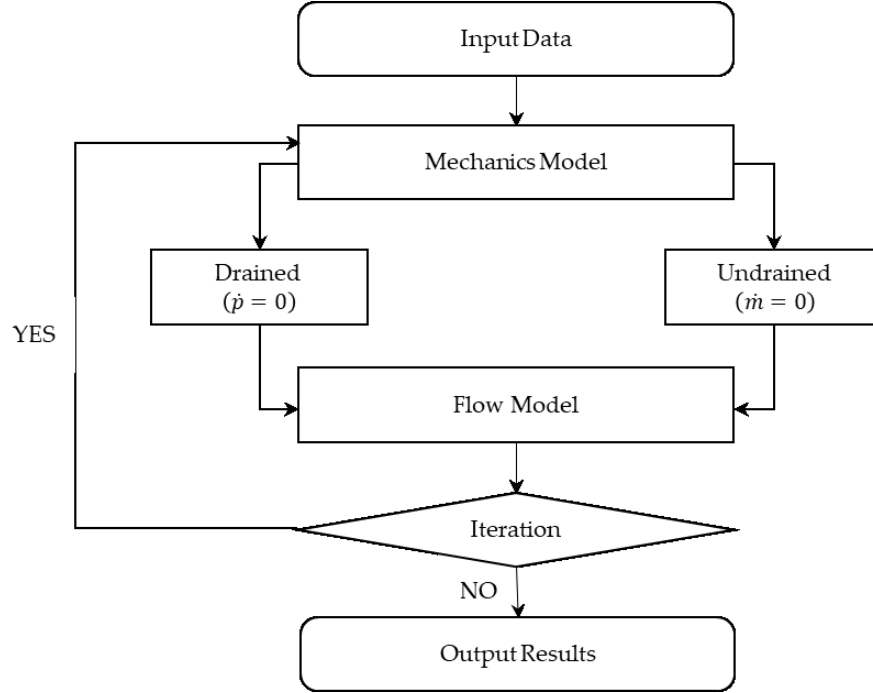 Input Data
Mechanics Model
Drained
(ṗ = 0)
Undrained
(ṁ = 0)
YES
Flow Model
Iteration
NO
Output Results